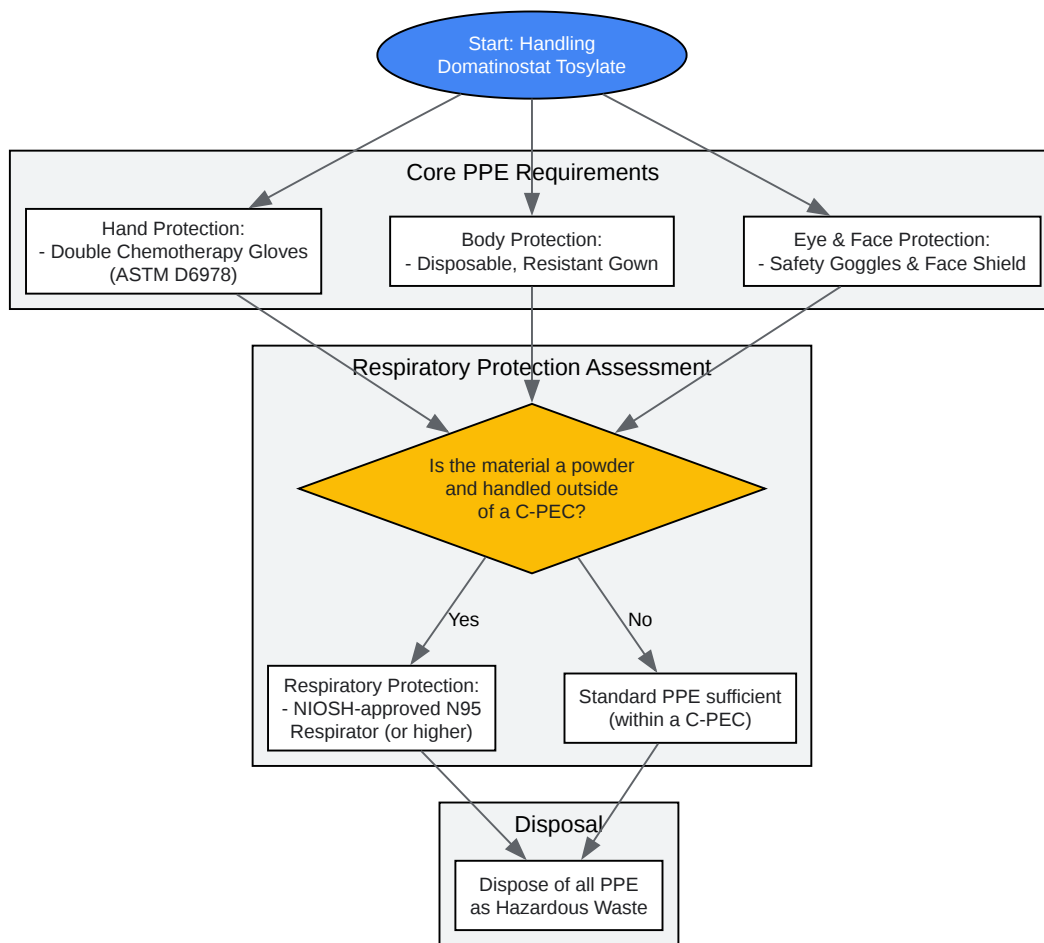 Start: Handling
Domatinostat Tosylate
Core PPE Requirements
Hand Protection:
- Double Chemotherapy Gloves
(ASTM D6978)
Body Protection:
- Disposable, Resistant Gown
Eye & Face Protection:
- Safety Goggles & Face Shield
Respiratory Protection Assessment
Is the material a powder
and handled outside
of a C-PEC?
Yes
No
Respiratory Protection:
- NIOSH-approved N95
Respirator (or higher)
Standard PPE sufficient
(within a C-PEC)
Disposal
Dispose of all PPE
as Hazardous Waste